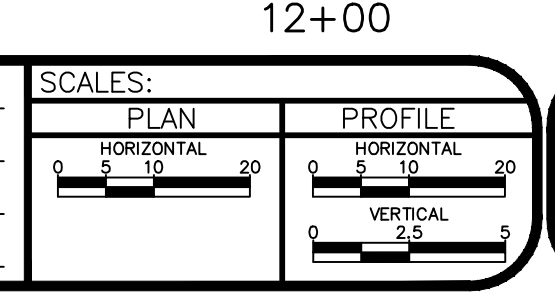 12+00
SCALES:
PLAN PROFILE
HORIZONTAL HORIZONTAL
0 5 10 20 0 5 10 20
VERTICAL
0 2.5 5